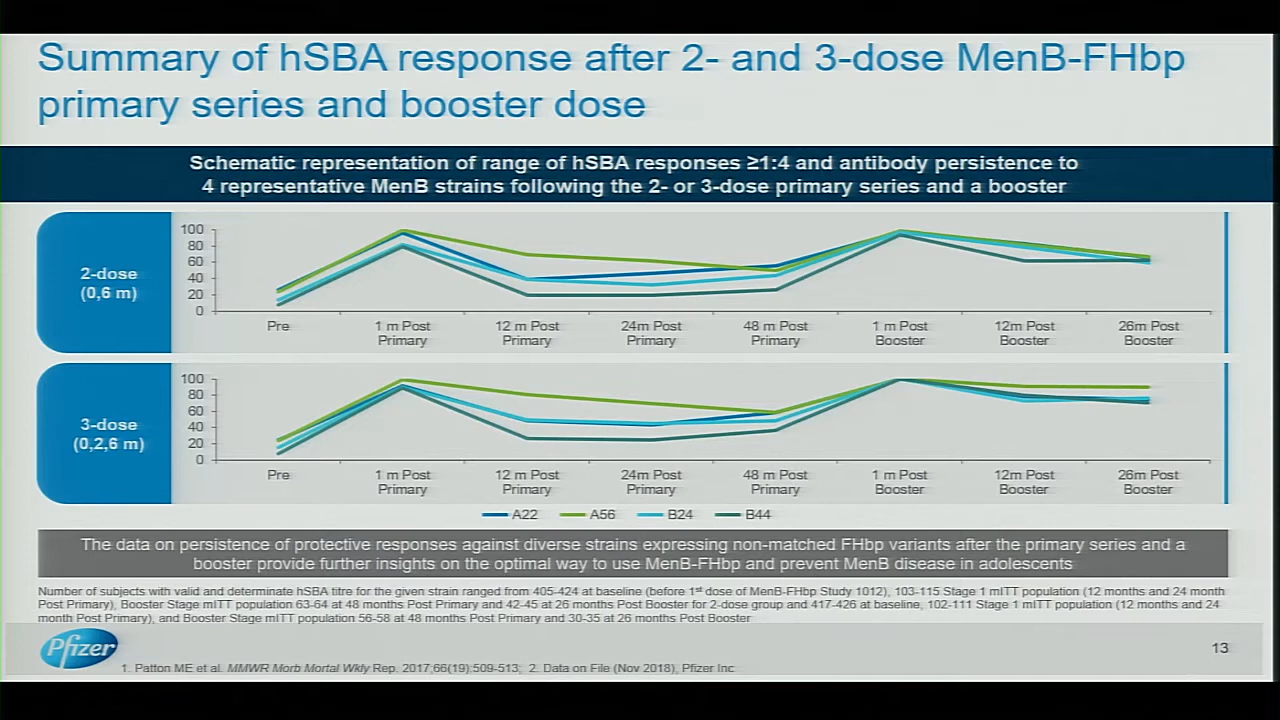 Summary of hSBA response after 2- and 3-dose MenB-FHbp
primary series and booster dose
Schematic representation of range of hSBA responses ≥1:4 and antibody persistence to
4 representative MenB strains following the 2- or 3-dose primary series and a booster
2-dose
(0,6 m)
100
80
60
40
20
0
Pre
1 m Post
Primary
12 m Post
Primary
24m Post
Primary
48 m Post
Primary
1 m Post
Booster
12m Post
Booster
26m Post
Booster
3-dose
(0,2,6 m)
100
80
60
40
20
0
Pre
1 m Post
Primary
12 m Post
Primary
24m Post
Primary
48 m Post
Primary
1 m Post
Booster
12m Post
Booster
26m Post
Booster
A22 A56 B24 B44
The data on persistence of protective responses against diverse strains expressing non-matched FHbp variants after the primary series and a
booster provide further insights on the optimal way to use MenB-FHbp and prevent MenB disease in adolescents
Number of subjects with valid and determinate hSBA titre for the given strain ranged from 405-424 at baseline (before 1st dose of MenB-FHbp Study 1012), 103-115 Stage 1 mITT population (12 months and 24 month
Post Primary), Booster Stage mITT population 63-64 at 48 months Post Primary and 42-45 at 26 months Post Booster for 2-dose group and 417-426 at baseline, 102-111 Stage 1 mITT population (12 months and 24
month Post Primary), and Booster Stage mITT population 56-58 at 48 months Post Primary and 30-35 at 26 months Post Booster
Pfizer
13
1. Patton ME et al. MMWR Morb Mortal Wkly Rep. 2017;66(19):509-513; 2. Data on File (Nov 2018), Pfizer Inc